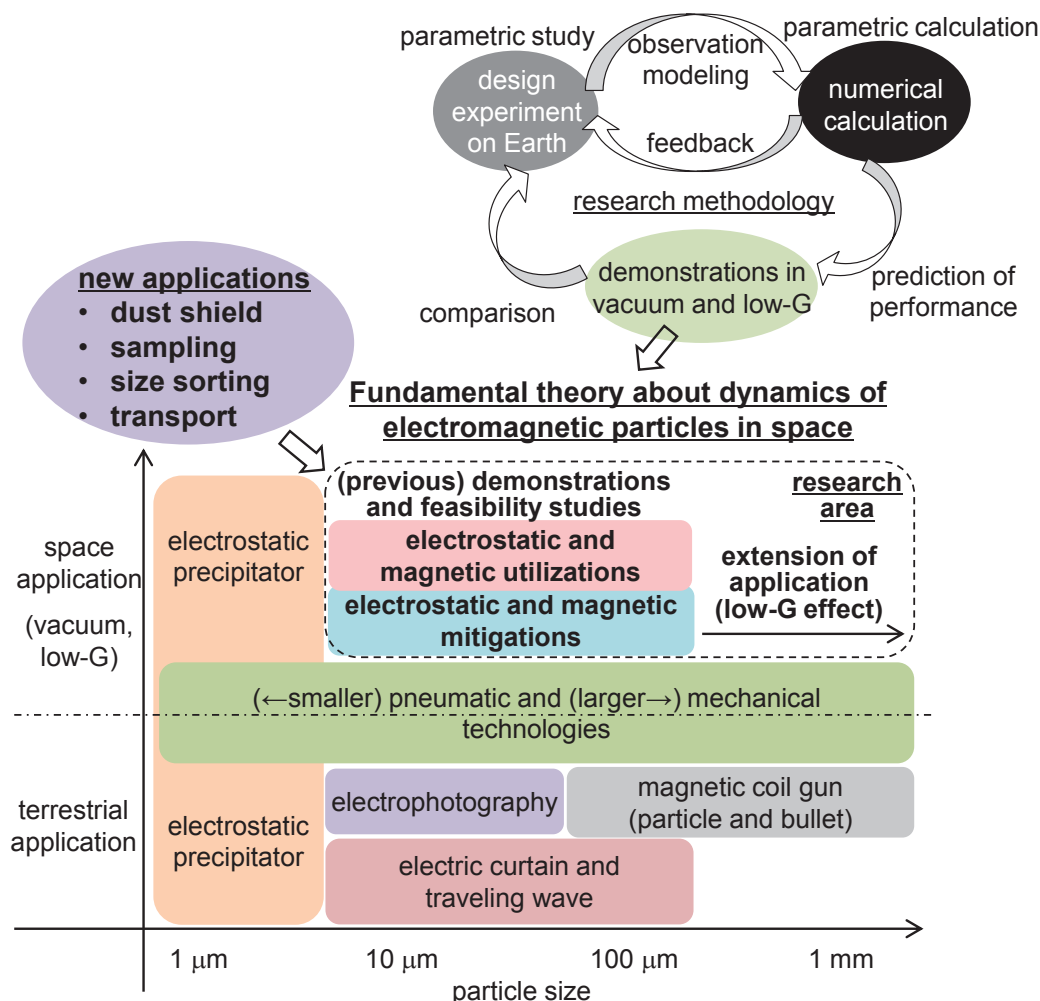 parametric study
parametric calculation
observation
modeling
design
experiment
on Earth
numerical
calculation
feedback
research methodology
demonstrations in
vacuum and low-G
prediction of
performance
comparison
new applications
• dust shield
• sampling
• size sorting
• transport
Fundamental theory about dynamics of
electromagnetic particles in space
(previous) demonstrations
and feasibility studies
research
area
electrostatic
precipitator
electrostatic and
magnetic utilizations
extension of
application
(low-G effect)
electrostatic and magnetic
mitigations
space
application
(vacuum,
low-G)
(←smaller) pneumatic and (larger→) mechanical
technologies
terrestrial
application
electrostatic
precipitator
electrophotography
magnetic coil gun
(particle and bullet)
electric curtain and
traveling wave
1 μm 10 μm 100 μm 1 mm
particle size